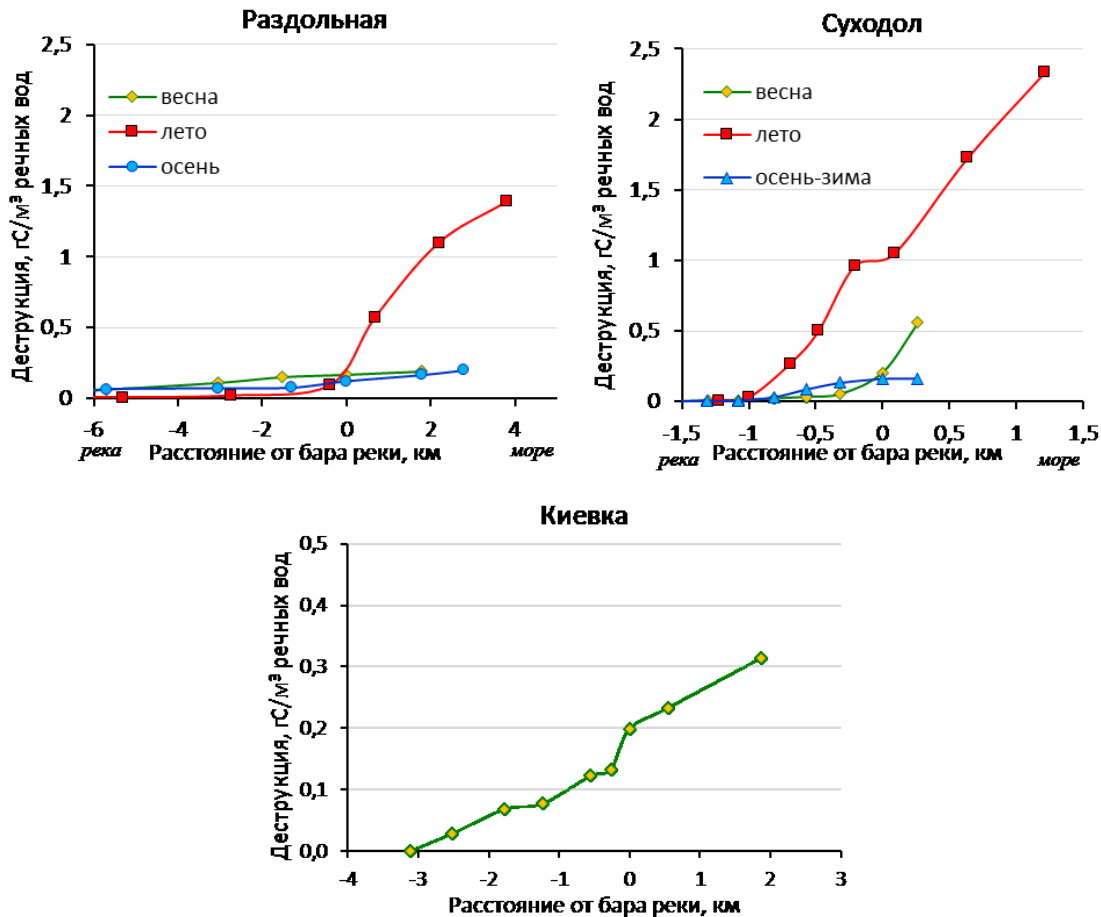 Раздольная
Деструкция, гС/м³ речных вод
2,5
2
1,5
1
0,5
0
весна
лето
осень
-6 -4 -2 0 2 4
река Расстояние от бара реки, км море
Суходол
Деструкция, гС/м³ речных вод
2,5
2
1,5
1
0,5
0
весна
лето
осень-зима
-1,5 -1 -0,5 0 0,5 1 1,5
река Расстояние от бара реки, км море
Киевка
Деструкция, гС/м³ речных вод
0,5
0,4
0,3
0,2
0,1
0,0
-4 -3 -2 -1 0 1 2 3
Расстояние от бара реки, км